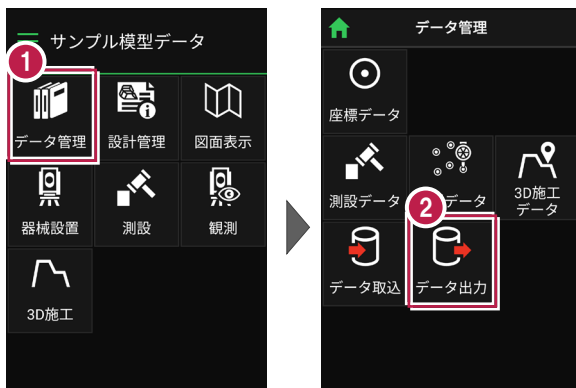 サンプル模型データ
1
データ管理
設計管理
図面表示
器械設置
測設
観測
3D施工
データ管理
座標データ
測設データ
データ
3D施工
データ
2
データ取込
データ出力